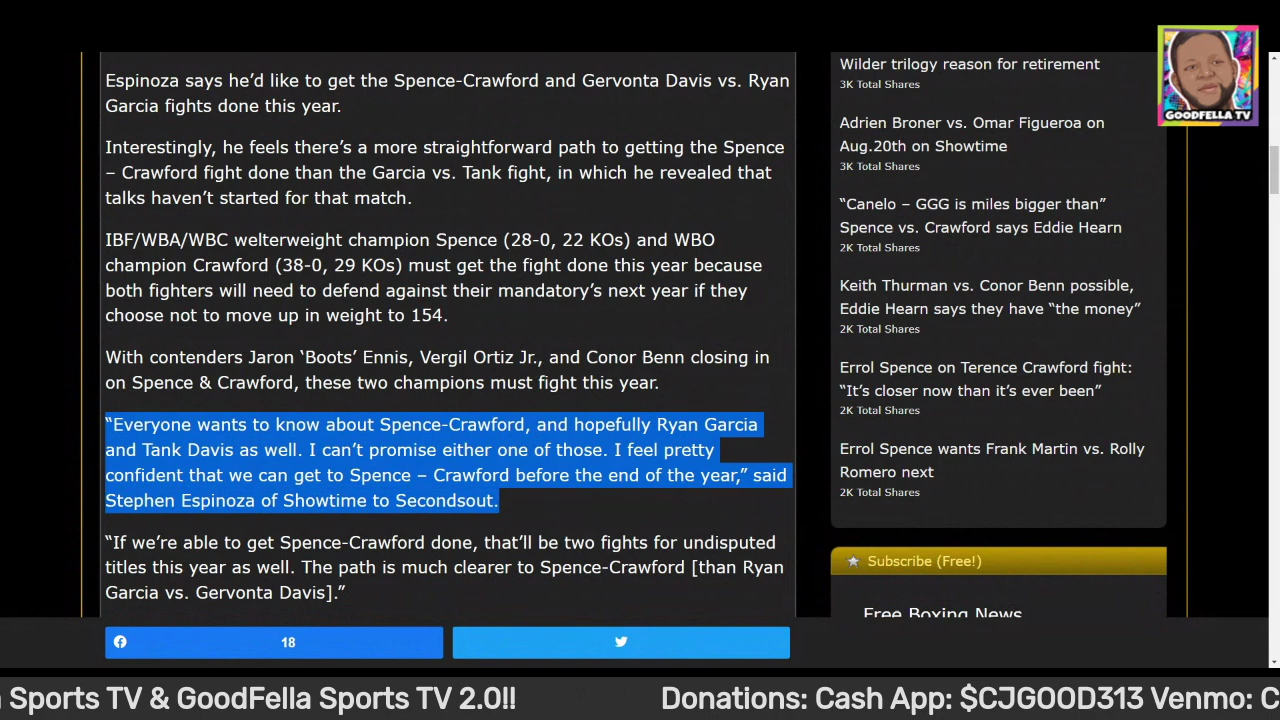 Espinoza says he’d like to get the Spence-Crawford and Gervonta Davis vs. Ryan
Garcia fights done this year.
Interestingly, he feels there’s a more straightforward path to getting the Spence
– Crawford fight done than the Garcia vs. Tank fight, in which he revealed that
talks haven’t started for that match.
IBF/WBA/WBC welterweight champion Spence (28-0, 22 KOs) and WBO
champion Crawford (38-0, 29 KOs) must get the fight done this year because
both fighters will need to defend against their mandatory’s next year if they
choose not to move up in weight to 154.
With contenders Jaron ‘Boots’ Ennis, Vergil Ortiz Jr., and Conor Benn closing in
on Spence & Crawford, these two champions must fight this year.
“Everyone wants to know about Spence-Crawford, and hopefully Ryan Garcia
and Tank Davis as well. I can’t promise either one of those. I feel pretty
confident that we can get to Spence – Crawford before the end of the year,” said
Stephen Espinoza of Showtime to Secondsout.
“If we’re able to get Spence-Crawford done, that’ll be two fights for undisputed
titles this year as well. The path is much clearer to Spence-Crawford [than Ryan
Garcia vs. Gervonta Davis].”
18
Wilder trilogy reason for retirement
3K Total Shares
Adrien Broner vs. Omar Figueroa on
Aug.20th on Showtime
3K Total Shares
“Canelo – GGG is miles bigger than”
Spence vs. Crawford says Eddie Hearn
2K Total Shares
Keith Thurman vs. Conor Benn possible,
Eddie Hearn says they have “the money”
2K Total Shares
Errol Spence on Terence Crawford fight:
“It’s closer now than it’s ever been”
2K Total Shares
Errol Spence wants Frank Martin vs. Rolly
Romero next
2K Total Shares
Subscribe (Free!)
Free Boxing News
GOODFELLA TV
Sports TV & GoodFella Sports TV 2.0!! Donations: Cash App: $CJGOOD313 Venmo: C